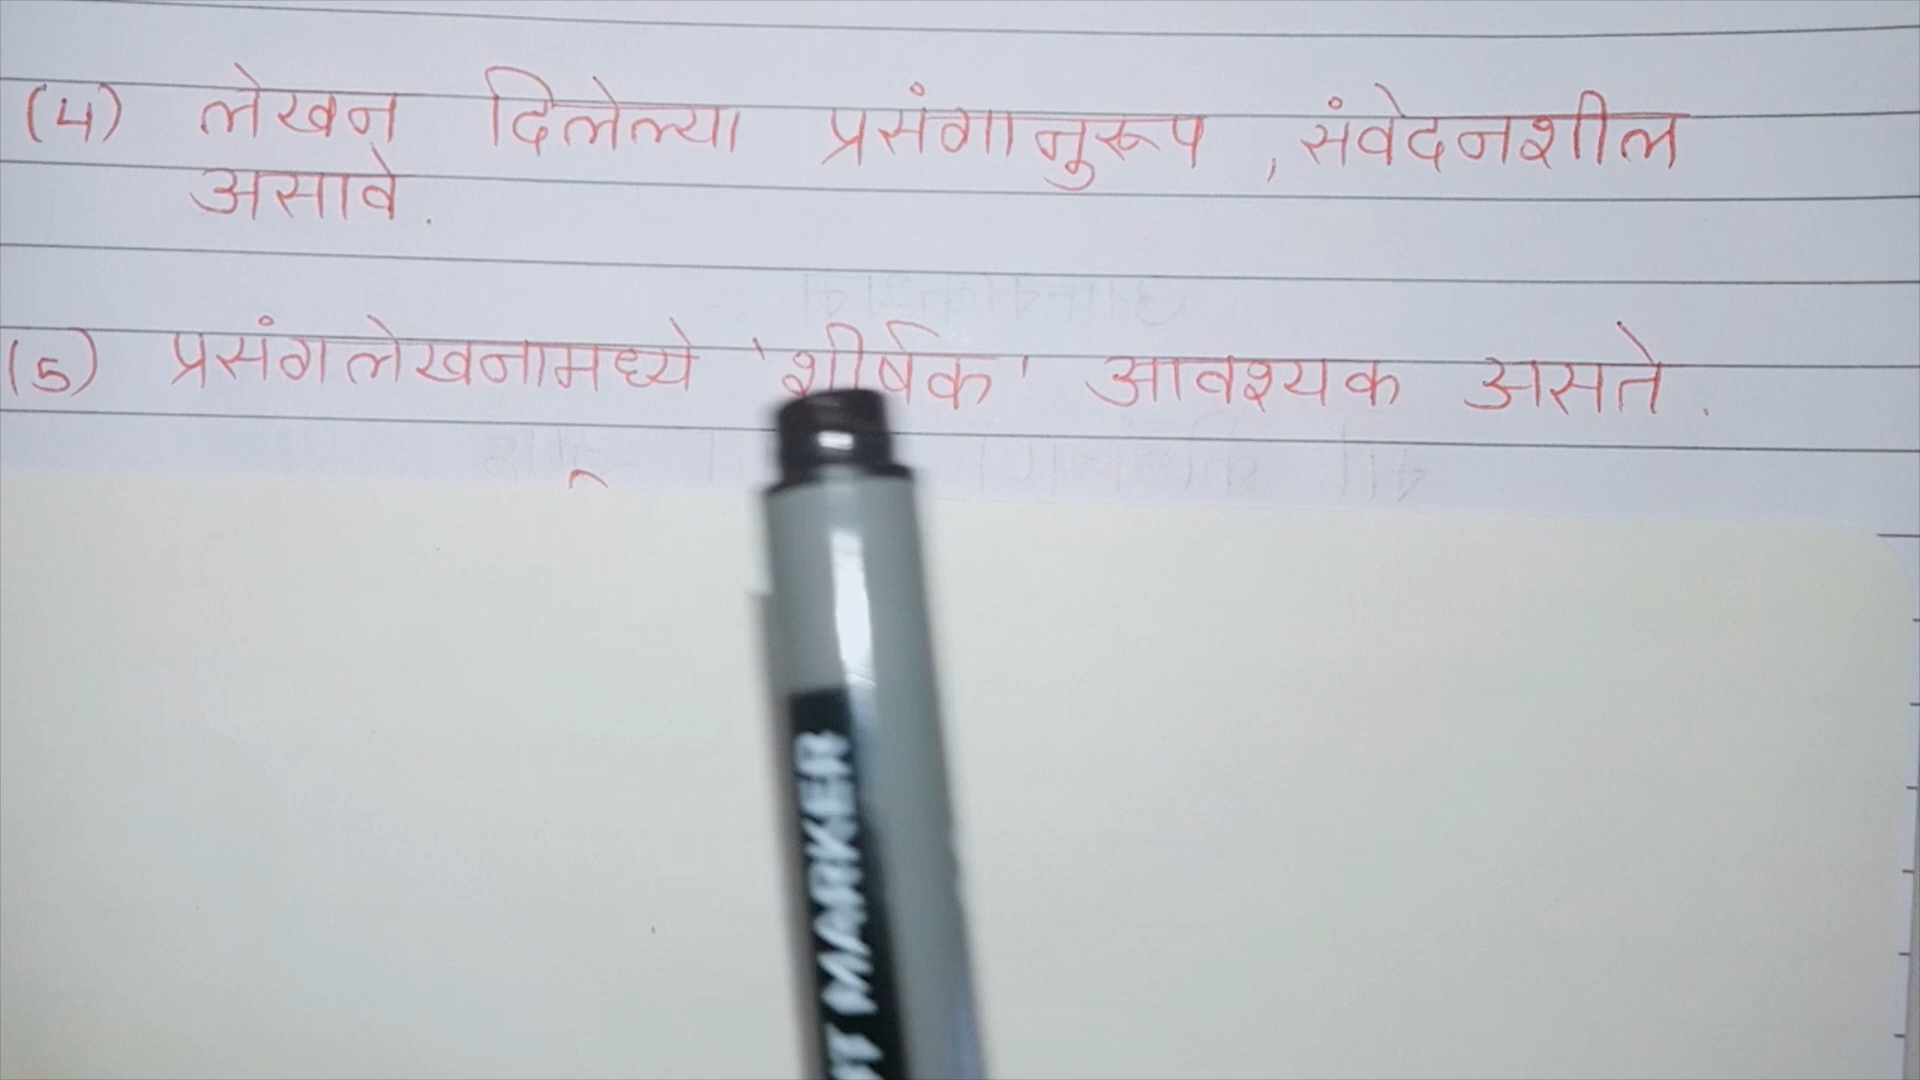 (4) लेखन दिलेल्या प्रसंगानुरूप , संवेदनशील
असावे .
(5) प्रसंगलेखनामध्ये 'शीर्षक' आवश्यक असते .
MARKER